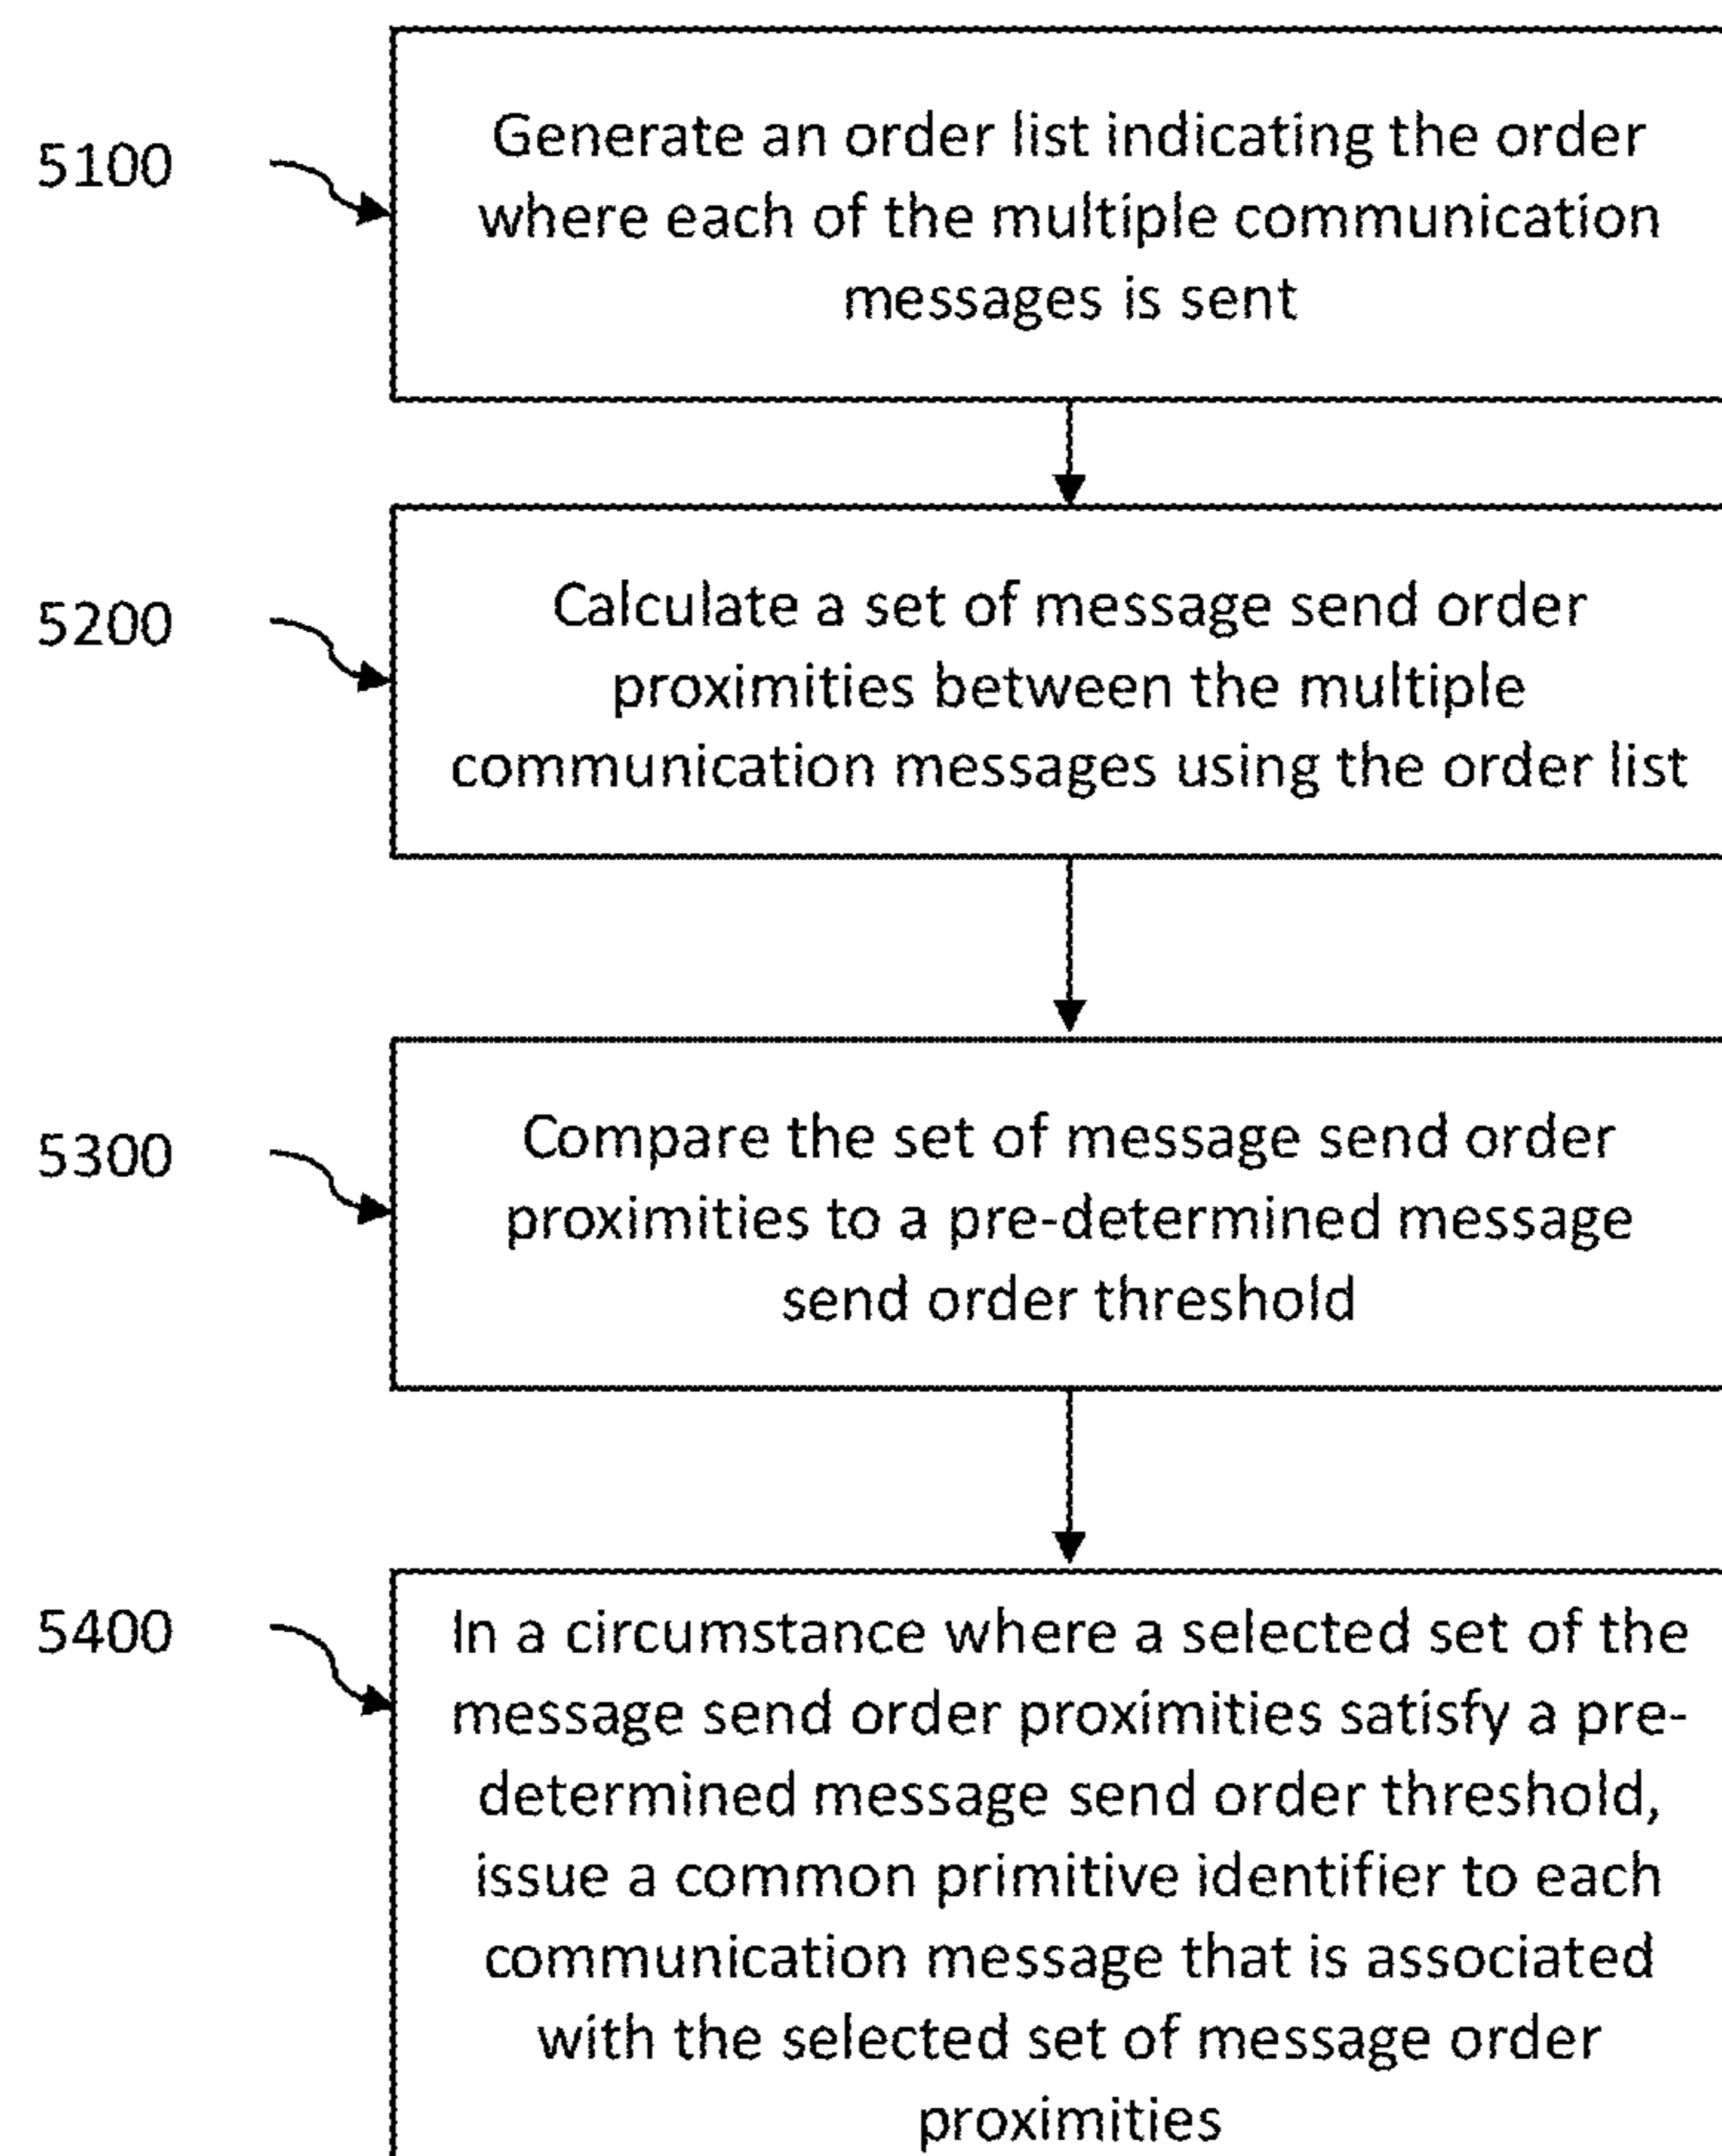 5100
Generate an order list indicating the order
where each of the multiple communication
messages is sent
5200
Calculate a set of message send order
proximities between the multiple
communication messages using the order list
5300
Compare the set of message send order
proximities to a pre-determined message
send order threshold
5400
In a circumstance where a selected set of the
message send order proximities satisfy a pre-
determined message send order threshold,
issue a common primitive identifier to each
communication message that is associated
with the selected set of message order
proximities